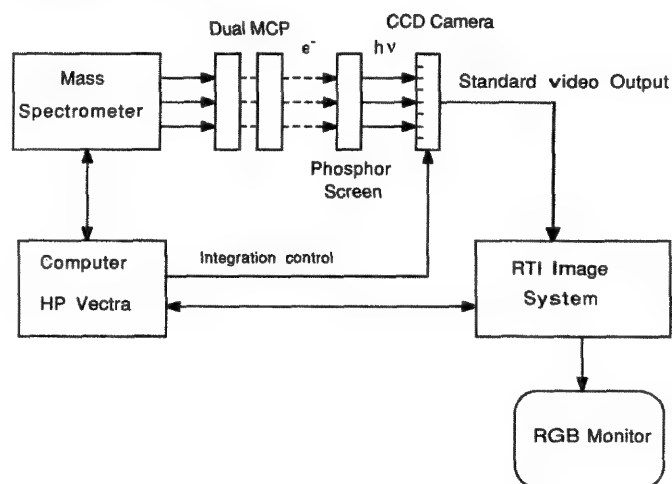 Dual MCP
CCD Camera
e-
hν
Mass
Spectrometer
Standard video Output
Phosphor
Screen
Computer
HP Vectra
Integration control
RTI Image
System
RGB Monitor